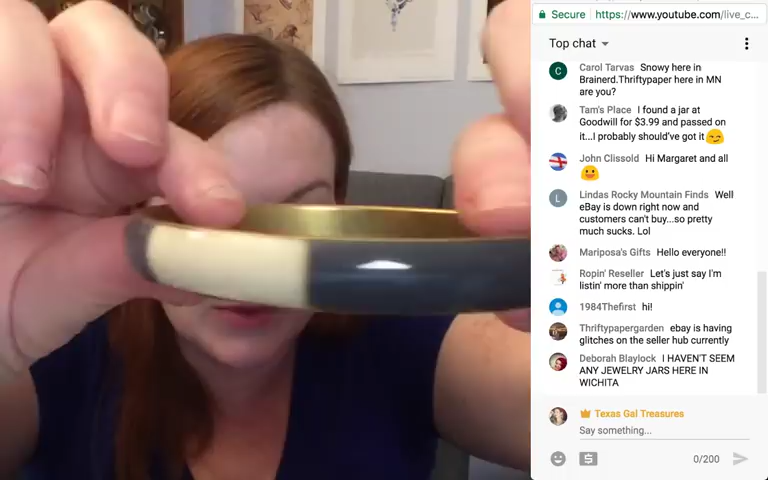 Secure https://www.youtube.com/live_c...
Top chat
Carol Tarvas Snowy here in
Brainerd.Thriftypaper here in MN
are you?
Tam's Place I found a jar at
Goodwill for $3.99 and passed on
it...I probably should've got it😏
John Clissold Hi Margaret and all
😀
L
Lindas Rocky Mountain Finds Well
eBay is down right now and
customers can't buy...so pretty
much sucks. Lol
Mariposa's Gifts Hello everyone!!
Ropin' Reseller Let's just say I'm
listin' more than shippin'
1984Thefirst hi!
Thriftypapergarden ebay is having
glitches on the seller hub currently
Deborah Blaylock I HAVEN'T SEEM
ANY JEWELRY JARS HERE IN
WICHITA
Texas Gal Treasures
Say something...
0/200